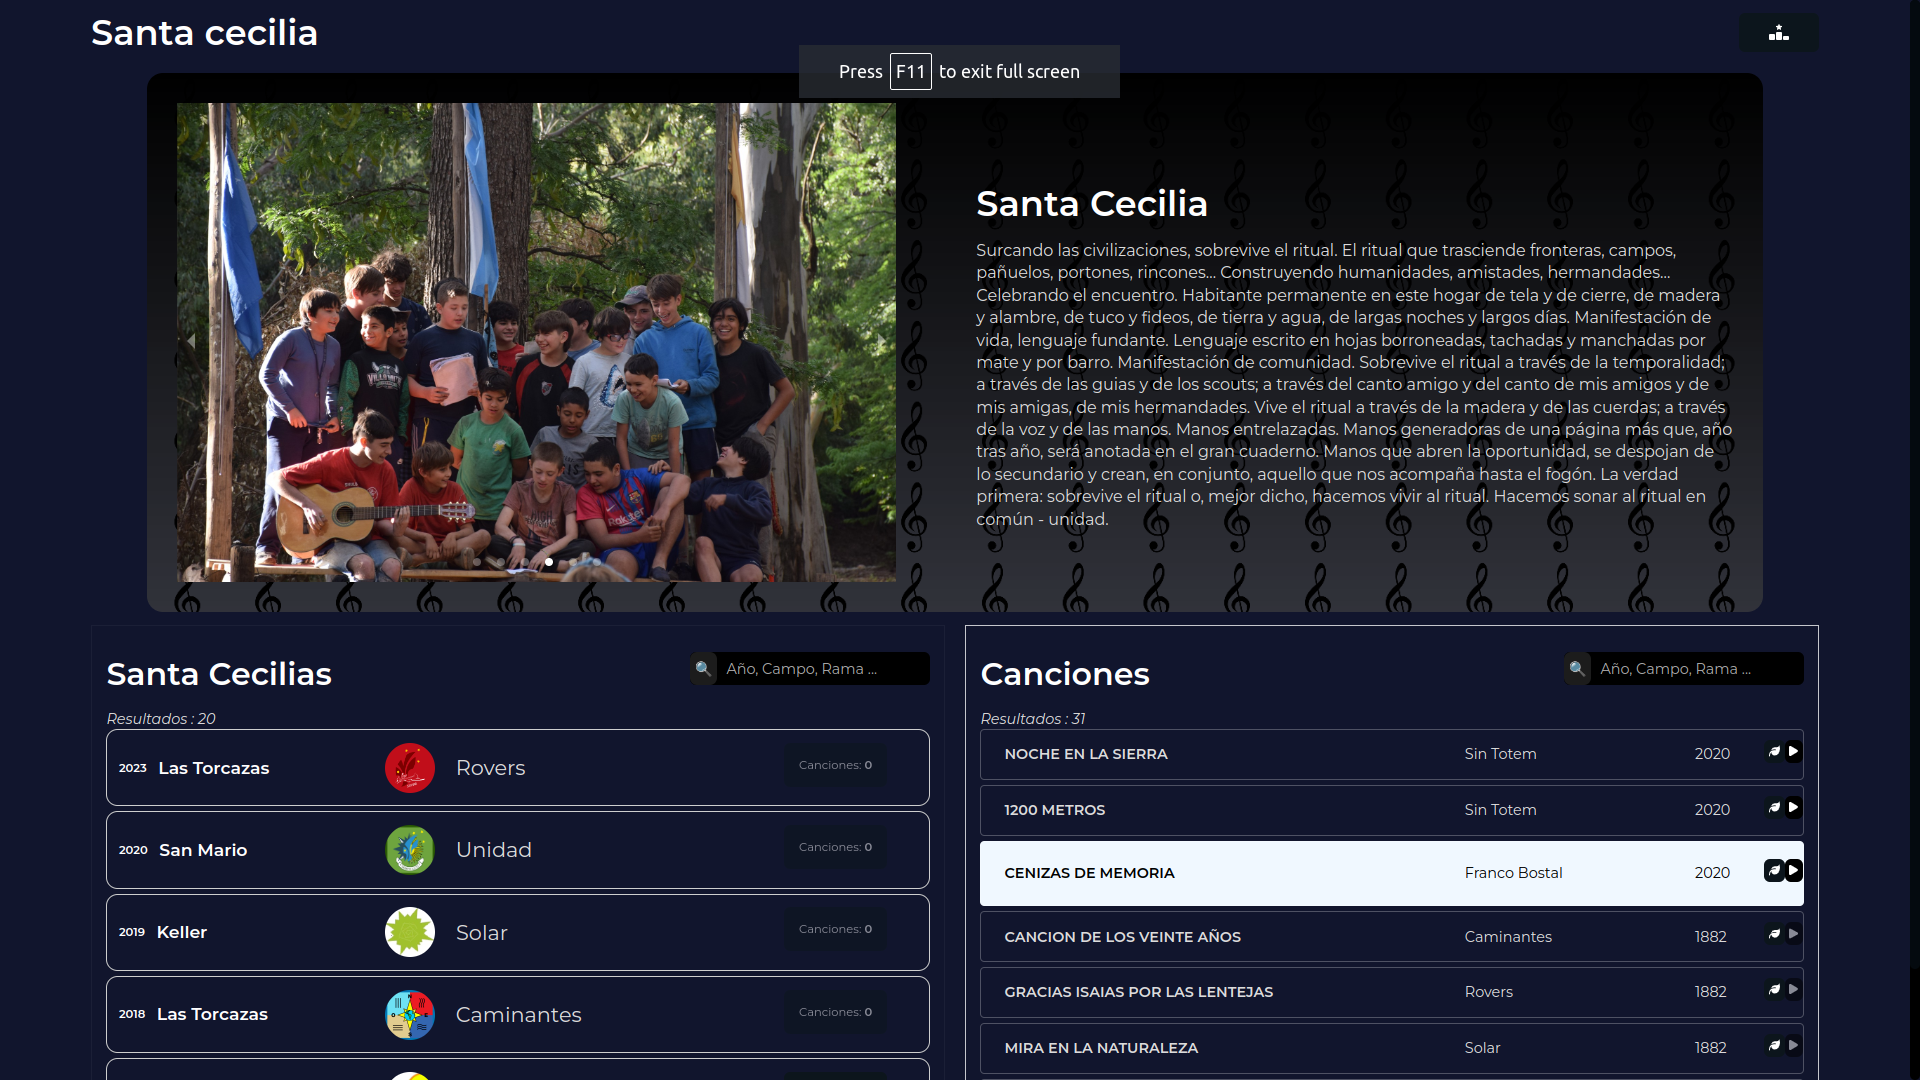 Santa cecilia
Press F11 to exit full screen
Santa Cecilia
Surcando las civilizaciones, sobrevive el ritual. El ritual que trasciende fronteras, campos,
pañuelos, portones, rincones... Construyendo humanidades, amistades, hermandades...
Celebrando el encuentro. Habitante permanente en este hogar de tela y de cierre, de madera
y alambre, de tuco y fideos, de tierra y agua, de largas noches y largos días. Manifestación de
vida, lenguaje fundante. Lenguaje escrito en hojas borroneadas, tachadas y manchadas por
mate y por barro. Manifestación de comunidad. Sobrevive el ritual a través de la temporalidad;
a través de las guias y de los scouts; a través del canto amigo y del canto de mis amigos y de
mis amigas, de mis hermandades. Vive el ritual a través de la madera y de las cuerdas; a través
de la voz y de las manos. Manos entrelazadas. Manos generadoras de una página más que, año
tras año, será anotada en el gran cuaderno. Manos que abren la oportunidad, se despojan de
lo secundario y crean, en conjunto, aquello que nos acompaña hasta el fogón. La verdad
primera: sobrevive el ritual o, mejor dicho, hacemos vivir al ritual. Hacemos sonar al ritual en
común - unidad.
Santa Cecilias
Año, Campo, Rama ...
Resultados : 20
2023 Las Torcazas Rovers Canciones: 0
2020 San Mario Unidad Canciones: 0
2019 Keller Solar Canciones: 0
2018 Las Torcazas Caminantes Canciones: 0
Canciones
Año, Campo, Rama ...
Resultados : 31
NOCHE EN LA SIERRA Sin Totem 2020
1200 METROS Sin Totem 2020
CENIZAS DE MEMORIA Franco Bostal 2020
CANCION DE LOS VEINTE AÑOS Caminantes 1882
GRACIAS ISAIAS POR LAS LENTEJAS Rovers 1882
MIRA EN LA NATURALEZA Solar 1882